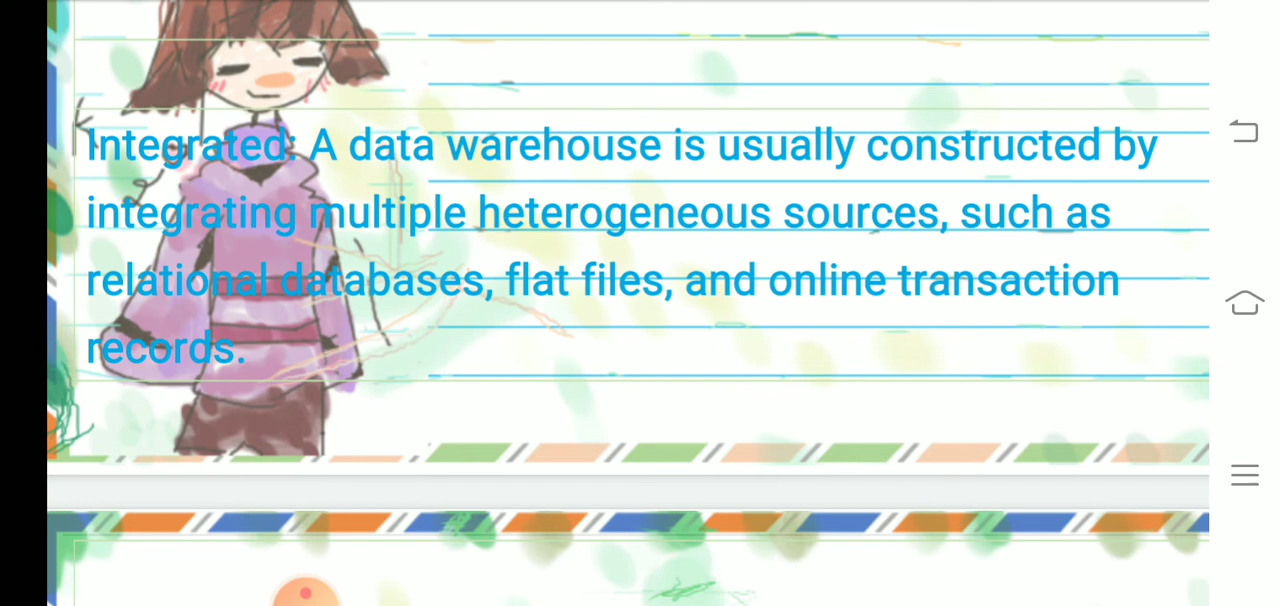 Integrated: A data warehouse is usually constructed by
integrating multiple heterogeneous sources, such as
relational databases, flat files, and online transaction
records.